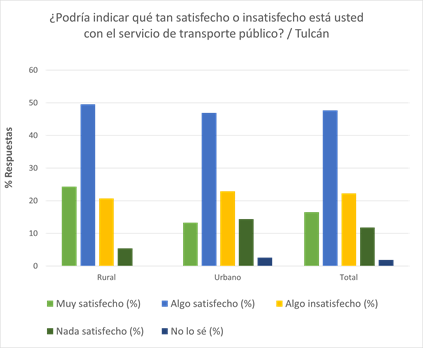 ¿Podría indicar qué tan satisfecho o insatisfecho está usted
con el servicio de transporte público? / Tulcán
% Respuestas
60
50
40
30
20
10
0
Rural
Urbano
Total
Muy satisfecho (%)
Algo satisfecho (%)
Algo insatisfecho (%)
Nada satisfecho (%)
No lo sé (%)